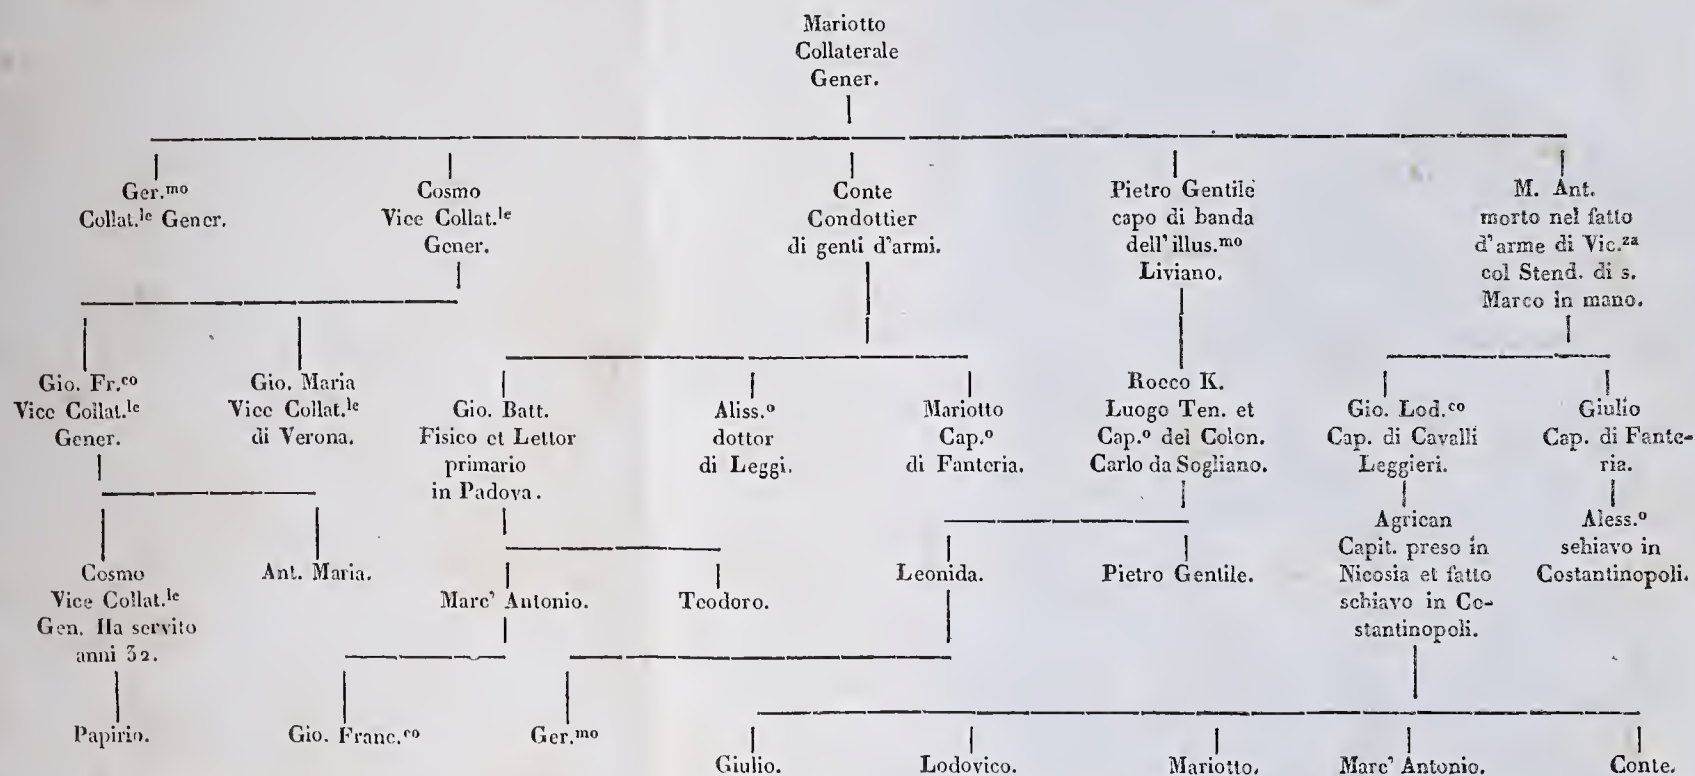 Mariotto
Collaterale
Gener.
Ger.mo
Collat.le Gener.
Cosmo
Vice Collat.le
Gener.
Conte
Condottier
di genti d'armi.
Pietro Gentile
capo di banda
dell'illus.mo
Liviano.
M. Ant.
morto nel fatto
d'arme di Vic.za
col Stend. di s.
Marco in mano.
Gio. Fr.co
Vice Collat.le
Gener.
Gio. Maria
Vice Collat.le
di Verona.
Gio. Batt.
Fisico et Lettor
primario
in Padova.
Aliss.o
dottor
di Leggi.
Mariotto
Cap.o
di Fanteria.
Rocco K.
Luogo Ten. et
Cap.o del Colon.
Carlo da Sogliano.
Gio. Lod.co
Cap. di Cavalli
Leggieri.
Giulio
Cap. di Fante-
ria.
Cosmo
Vice Collat.le
Gen. Ha servito
anni 32.
Ant. Maria.
Marc' Antonio.
Teodoro.
Leonida.
Pietro Gentile.
Agrican
Capit. preso in
Nicosia et fatto
schiavo in Co-
stantinopoli.
Aless.o
schiavo in
Costantinopoli.
Papirio.
Gio. Franc.co
Ger.mo
Giulio.
Lodovico.
Mariotto.
Marc' Antonio.
Conte.